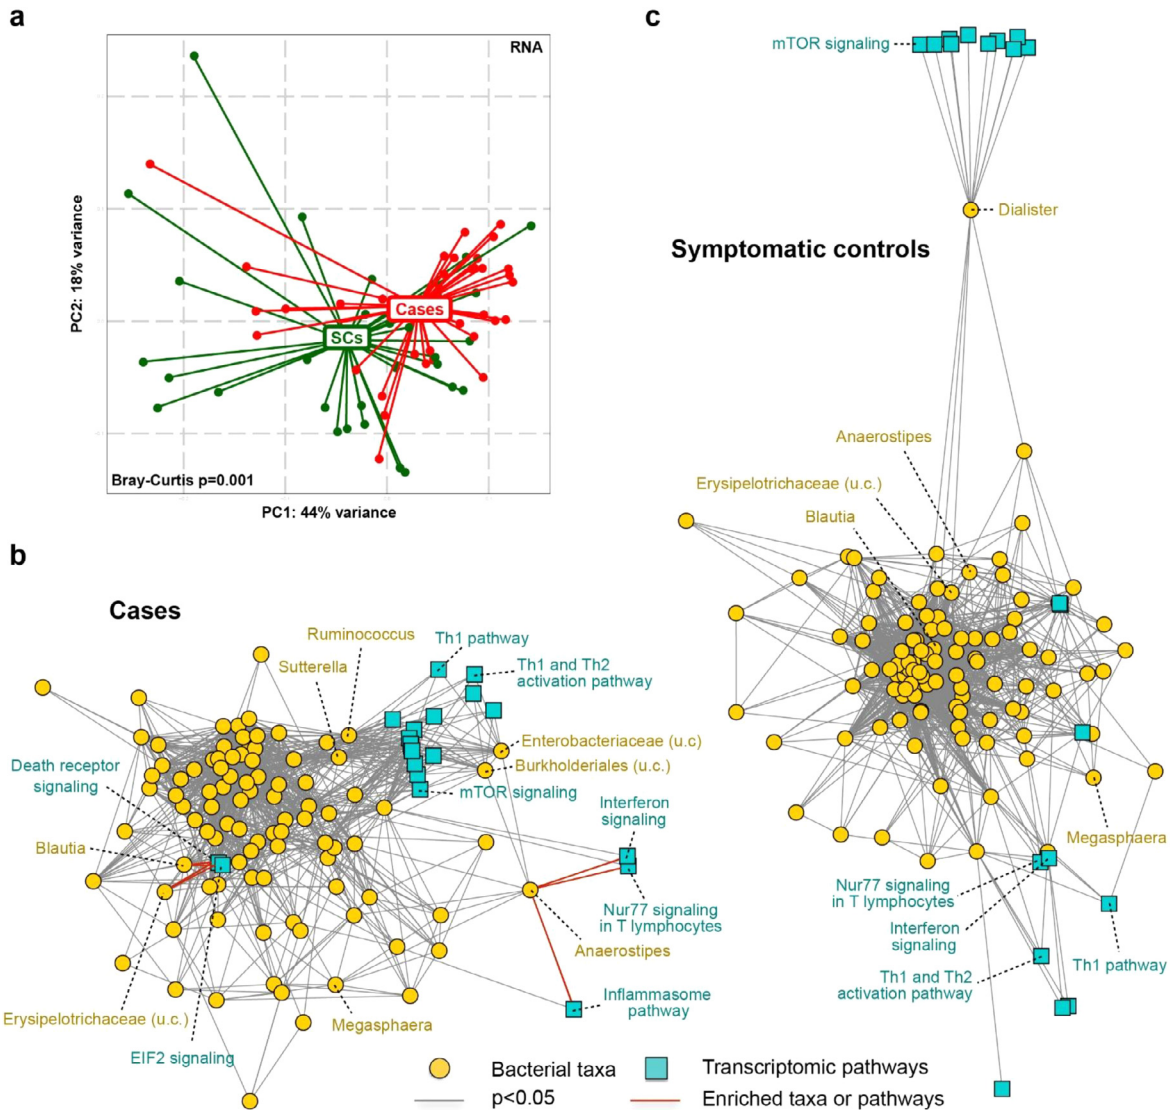 a
RNA
PC2: 18% variance
Cases
SCs
Bray-Curtis p=0.001
PC1: 44% variance
b
Cases
Ruminococcus
Sutterella
Th1 pathway
Th1 and Th2
activation pathway
Enterobacteriaceae (u.c)
Burkholderiales (u.c.)
mTOR signaling
Death receptor
signaling
Interferon
signaling
Blautia
Nur77 signaling
in T lymphocytes
Anaerostipes
Inflammasome
pathway
Erysipelotrichaceae (u.c.)
Megasphaera
EIF2 signaling
c
mTOR signaling
Dialister
Symptomatic controls
Anaerostipes
Erysipelotrichaceae (u.c.)
Blautia
Megasphaera
Nur77 signaling
in T lymphocytes
Interferon
signaling
Th1 pathway
Th1 and Th2
activation pathway
Bacterial taxa
Transcriptomic pathways
p<0.05
Enriched taxa or pathways